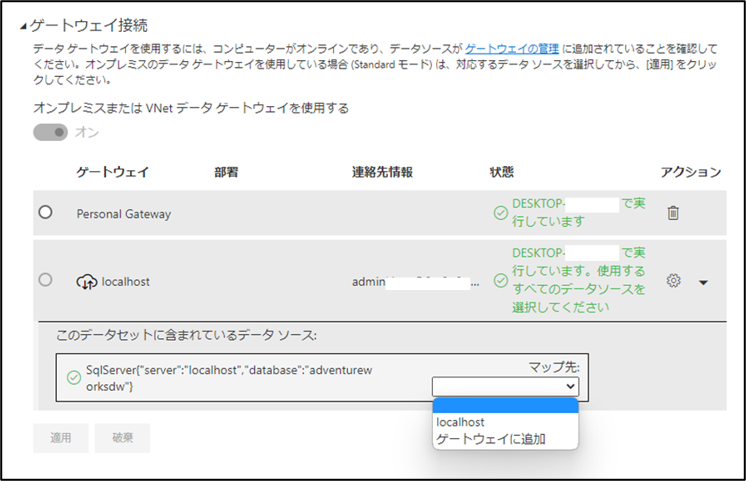 ゲートウェイ接続
データ ゲートウェイを使用するには、コンピューターがオンラインであり、データソースが ゲートウェイの管理 に追加されていることを確認して
ください。オンプレミスのデータ ゲートウェイを使用している場合 (Standard モード) は、対応するデータ ソースを選択してから、[適用] をクリッ
クしてください。
オンプレミスまたは VNet データ ゲートウェイを使用する
オン
ゲートウェイ 部署 連絡先情報 状態 アクション
Personal Gateway
DESKTOP- で実
行しています
localhost
admin ...
DESKTOP- で実
行しています。使用する
すべてのデータソースを
選択してください
このデータセットに含まれているデータ ソース:
SqlServer{"server":"localhost","database":"adventurew
orksdw"}
マップ先:
localhost
ゲートウェイに追加
適用 破棄